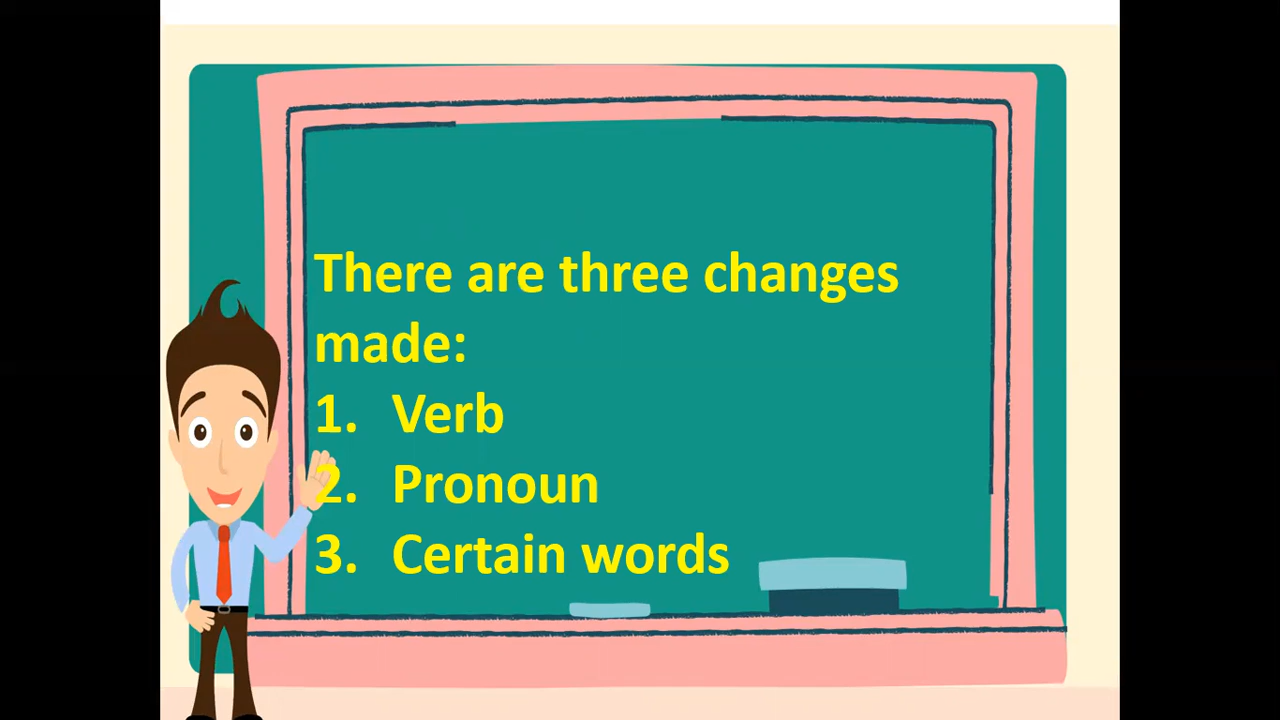 There are three changes
made:
1. Verb
2. Pronoun
3. Certain words